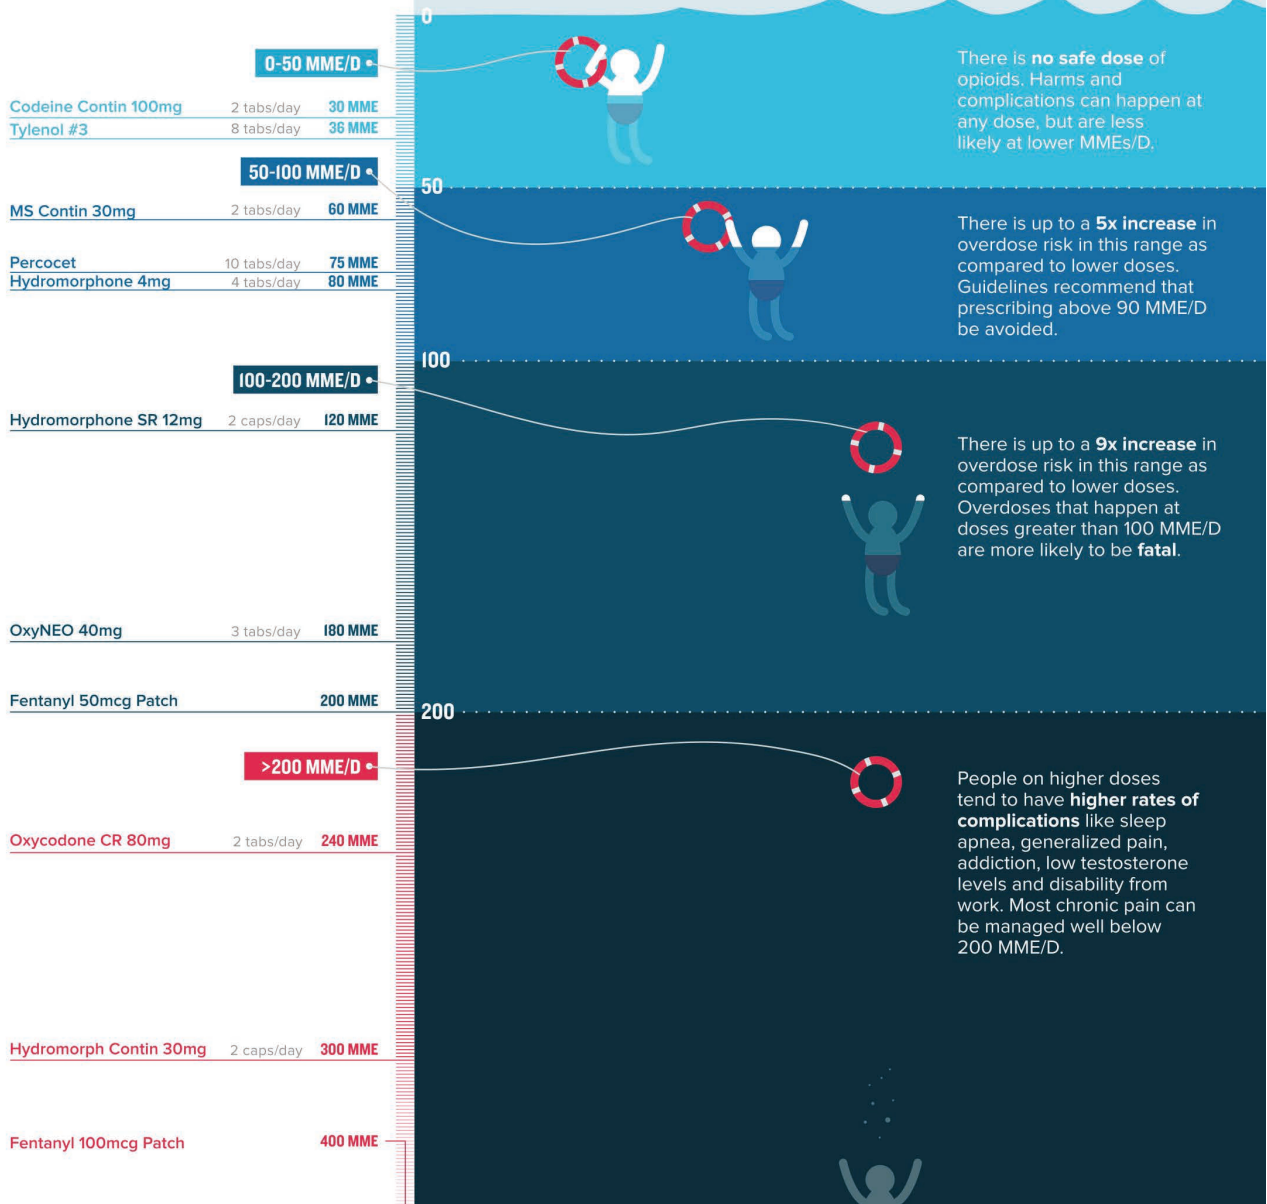 0
0-50 MME/D
There is no safe dose of
opioids. Harms and
complications can happen at
any dose, but are less
likely at lower MMEs/D.
Codeine Contin 100mg 2 tabs/day 30 MME
Tylenol #3 8 tabs/day 36 MME
50-100 MME/D
50
MS Contin 30mg 2 tabs/day 60 MME
There is up to a 5x increase in
overdose risk in this range as
compared to lower doses.
Guidelines recommend that
prescribing above 90 MME/D
be avoided.
Percocet 10 tabs/day 75 MME
Hydromorphone 4mg 4 tabs/day 80 MME
100
100-200 MME/D
Hydromorphone SR 12mg 2 caps/day 120 MME
There is up to a 9x increase in
overdose risk in this range as
compared to lower doses.
Overdoses that happen at
doses greater than 100 MME/D
are more likely to be fatal.
OxyNEO 40mg 3 tabs/day 180 MME
Fentanyl 50mcg Patch 200 MME
200
>200 MME/D
People on higher doses
tend to have higher rates of
complications like sleep
apnea, generalized pain,
addiction, low testosterone
levels and disability from
work. Most chronic pain can
be managed well below
200 MME/D.
Oxycodone CR 80mg 2 tabs/day 240 MME
Hydromorph Contin 30mg 2 caps/day 300 MME
Fentanyl 100mcg Patch 400 MME